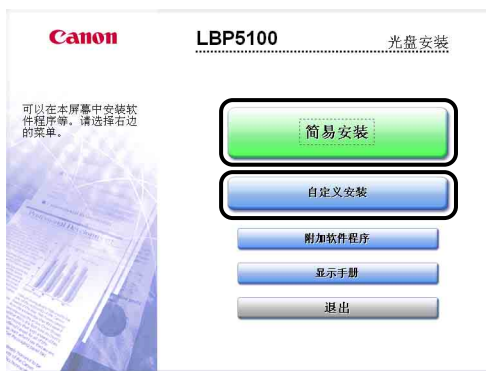 Canon
LBP5100
光盘安装
可以在本屏幕中安装软
件程序等。请选择右边
的菜单。
简易安装
自定义安装
附加软件程序
显示手册
退出